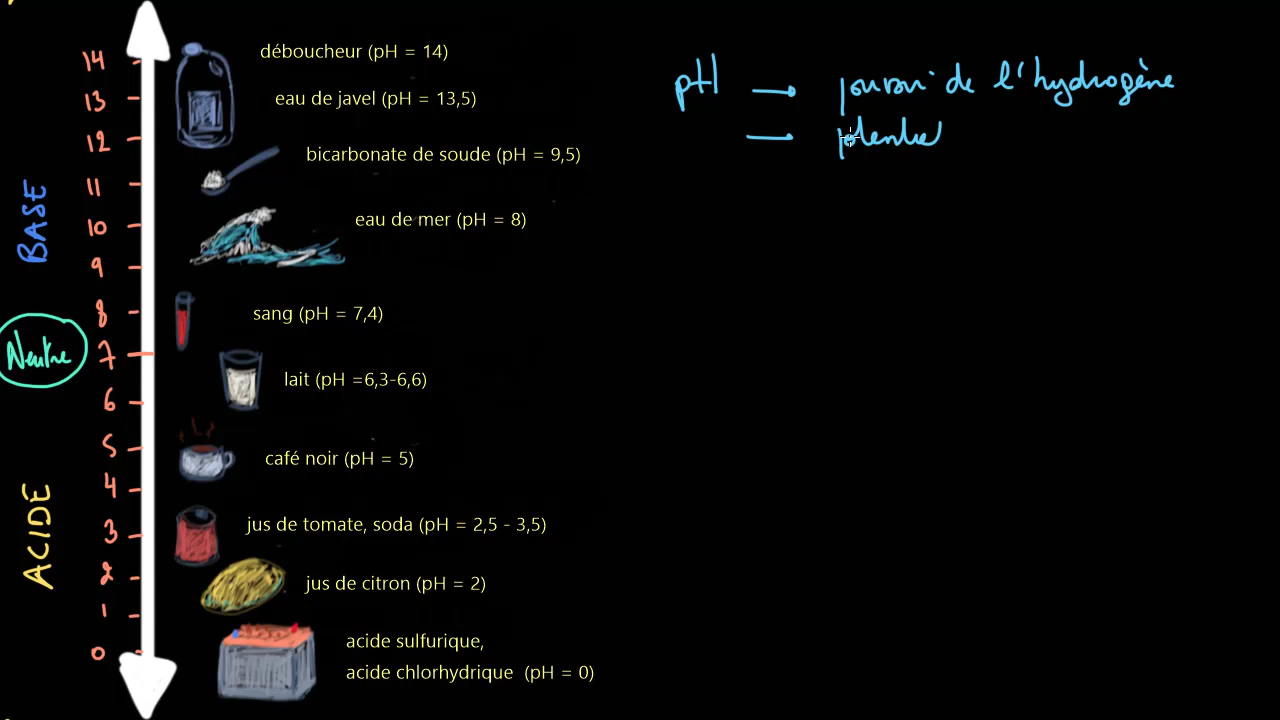 14
déboucheur (pH = 14)
pH → pouvoir de l'hydrogène
13
eau de javel (pH = 13,5)
12
→
bicarbonate de soude (pH = 9,5)
11
BASE
10
eau de mer (pH = 8)
9
8
sang (pH = 7,4)
Neutre
7
lait (pH =6,3-6,6)
6
5
café noir (pH = 5)
4
ACIDE
3
jus de tomate, soda (pH = 2,5 - 3,5)
2
jus de citron (pH = 2)
1
0
acide sulfurique,
acide chlorhydrique (pH = 0)